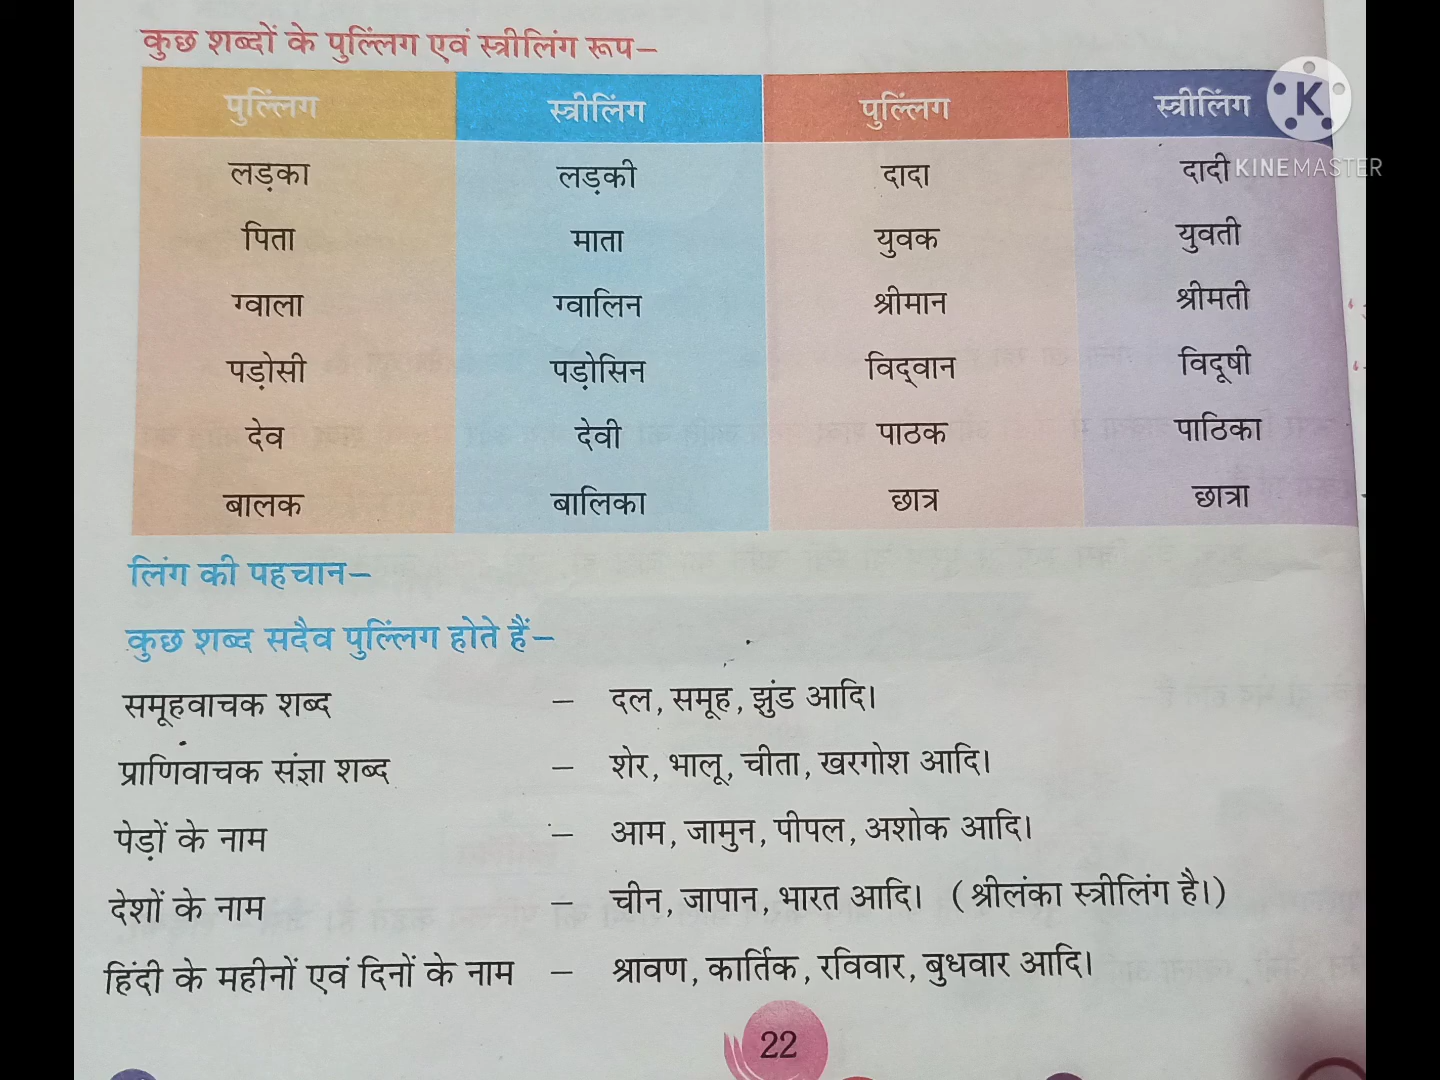 कुछ शब्दों के पुल्लिंग एवं स्त्रीलिंग रूप–
पुल्लिंग स्त्रीलिंग पुल्लिंग स्त्रीलिंग
K
KINEMASTER
लड़का लड़की दादा दादी
पिता माता युवक युवती
ग्वाला ग्वालिन श्रीमान श्रीमती
पड़ोसी पड़ोसिन विद्‌वान विदूषी
देव देवी पाठक पाठिका
बालक बालिका छात्र छात्रा
लिंग की पहचान–
कुछ शब्द सदैव पुल्लिंग होते हैं–
समूहवाचक शब्द – दल, समूह, झुंड आदि।
प्राणिवाचक संज्ञा शब्द – शेर, भालू, चीता, खरगोश आदि।
पेड़ों के नाम – आम, जामुन, पीपल, अशोक आदि।
देशों के नाम – चीन, जापान, भारत आदि। (श्रीलंका स्त्रीलिंग है।)
हिंदी के महीनों एवं दिनों के नाम – श्रावण, कार्तिक, रविवार, बुधवार आदि।
22